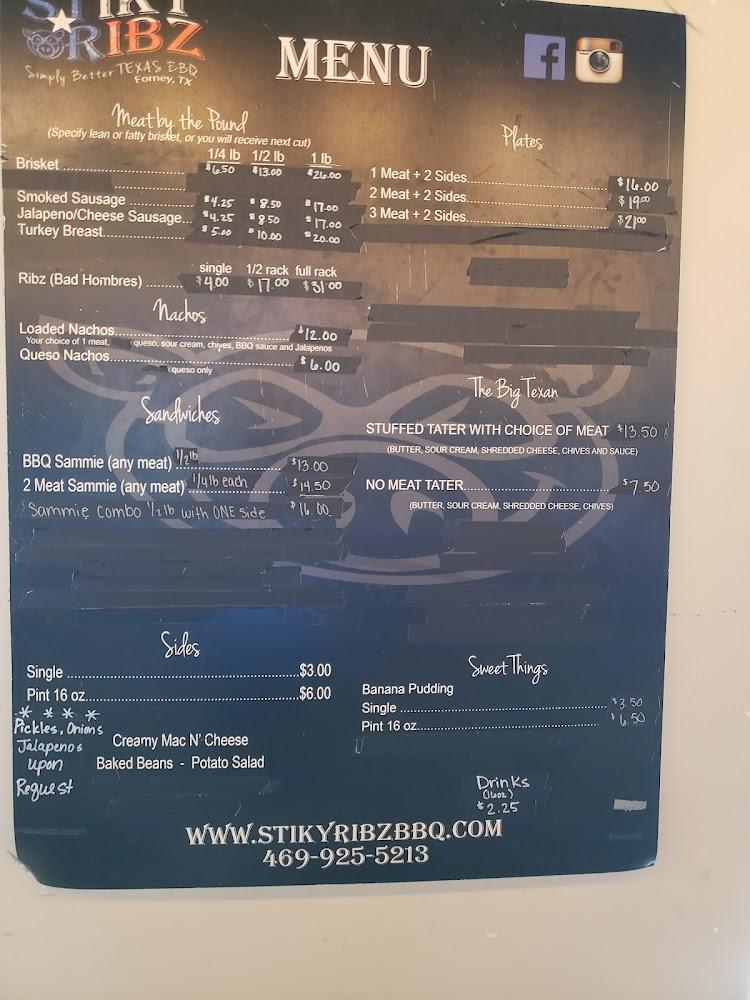 STIKY
RIBZ
Simply Better TEXAS BBQ
Forney, TX
MENU
Meat by the Pound
(Specify lean or fatty brisket, or you will receive next cut)
1/4 lb 1/2 lb 1 lb
Brisket $6.50 $13.00 $26.00
Smoked Sausage $4.25 $8.50 $17.00
Jalapeno/Cheese Sausage $4.25 $8.50 $17.00
Turkey Breast $5.00 $10.00 $20.00
single 1/2 rack full rack
Ribz (Bad Hombres) $4.00 $17.00 $31.00
Nachos
Loaded Nachos $12.00
Your choice of 1 meat, queso, sour cream, chives, BBQ sauce and Jalapenos
Queso Nachos $6.00
queso only
Sandwiches
BBQ Sammie (any meat) 1/2lb $13.00
2 Meat Sammie (any meat) 1/4lb each $14.50
Sammie combo 1/2 lb with ONE side $16.00
Sides
Single $3.00
Pint 16 oz $6.00
* * * *
Pickles, Onions
Jalapenos
upon
Request
Creamy Mac N' Cheese
Baked Beans - Potato Salad
Plates
1 Meat + 2 Sides $16.00
2 Meat + 2 Sides $19.00
3 Meat + 2 Sides $21.00
The Big Texan
STUFFED TATER WITH CHOICE OF MEAT $13.50
(BUTTER, SOUR CREAM, SHREDDED CHEESE, CHIVES AND SAUCE)
NO MEAT TATER $7.50
(BUTTER, SOUR CREAM, SHREDDED CHEESE, CHIVES)
Sweet Things
Banana Pudding
Single $3.50
Pint 16 oz $6.50
Drinks
(16oz)
$2.25
WWW.STIKYRIBZBBQ.COM
469-925-5213